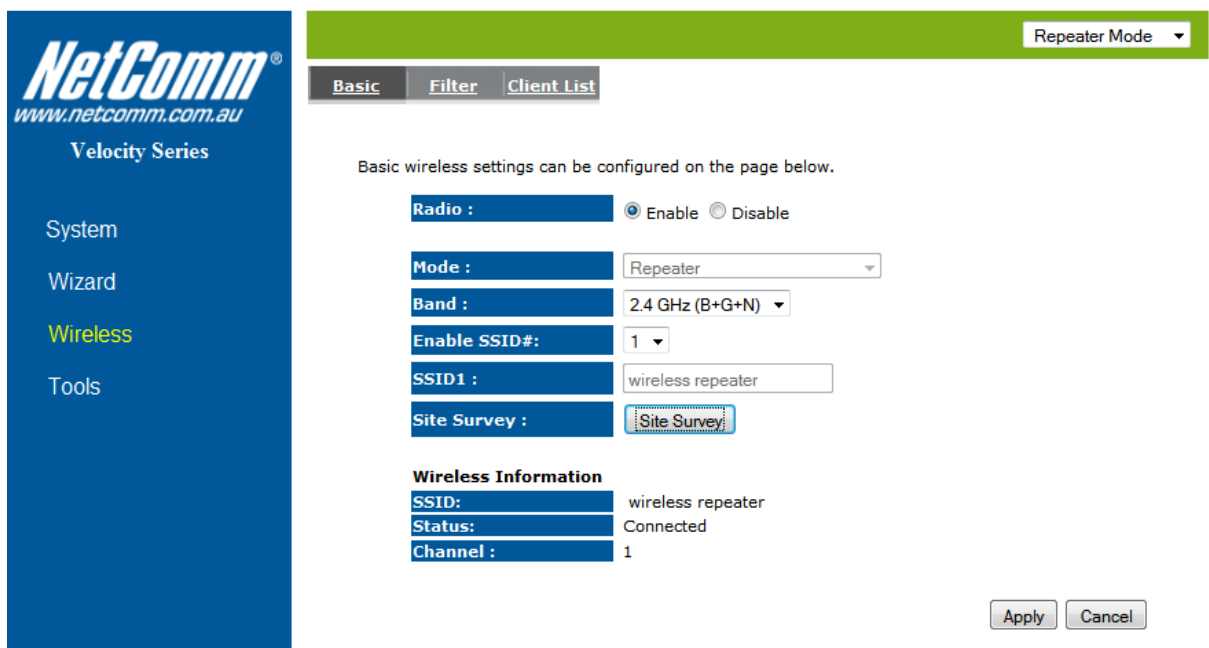 NetComm®
www.netcomm.com.au
Velocity Series
System
Wizard
Wireless
Tools
Repeater Mode
Basic Filter Client List
Basic wireless settings can be configured on the page below.
Radio : Enable Disable
Mode : Repeater
Band : 2.4 GHz (B+G+N)
Enable SSID#: 1
SSID1 : wireless repeater
Site Survey : Site Survey
Wireless Information
SSID: wireless repeater
Status: Connected
Channel : 1
Apply Cancel